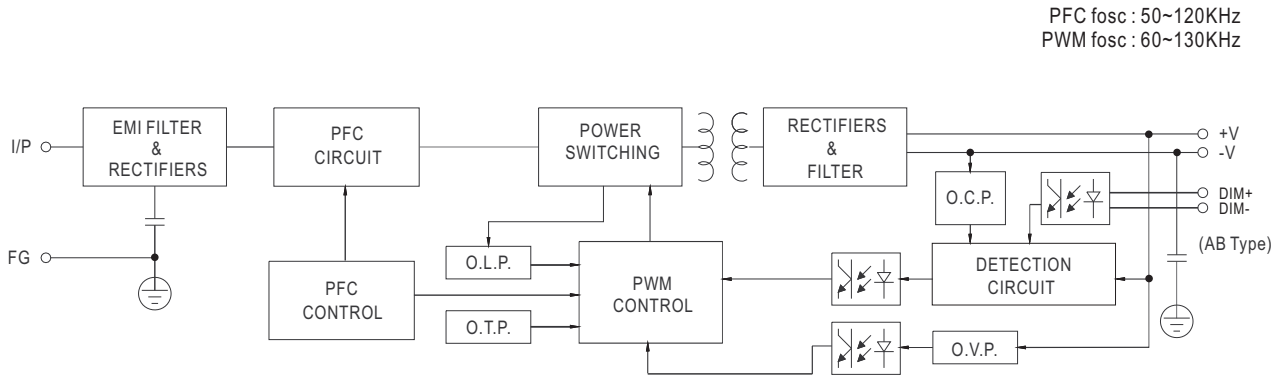 PFC fosc : 50~120KHz
PWM fosc : 60~130KHz
I/P
EMI FILTER
&
RECTIFIERS
PFC
CIRCUIT
POWER
SWITCHING
RECTIFIERS
&
FILTER
+V
-V
O.C.P.
DIM+
DIM-
(AB Type)
FG
O.L.P.
PFC
CONTROL
PWM
CONTROL
DETECTION
CIRCUIT
O.T.P.
O.V.P.